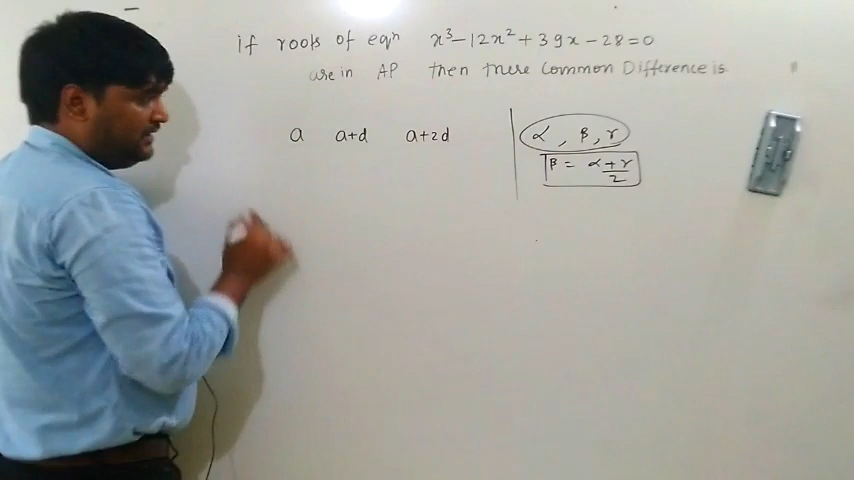 If roots of eqn x³-12x²+39x-28=0
are in AP then there Common Difference is
a a+d a+2d
α, β, γ
β = α+γ/2